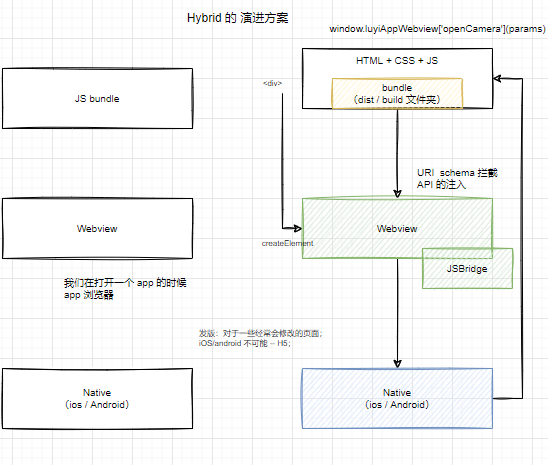 Hybrid 的 演进方案
window.luyiAppWebview['openCamera'](params)
HTML + CSS + JS
<div>
bundle
（dist / build 文件夹）
JS bundle
URI schema 拦截
API 的注入
Webview
Webview
createElement
JSBridge
我们在打开一个 app 的时候
app 浏览器
发版：对于一些经常会修改的页面；
iOS/android 不可能 -- H5；
Native
（ios / Android）
Native
（ios / Android）